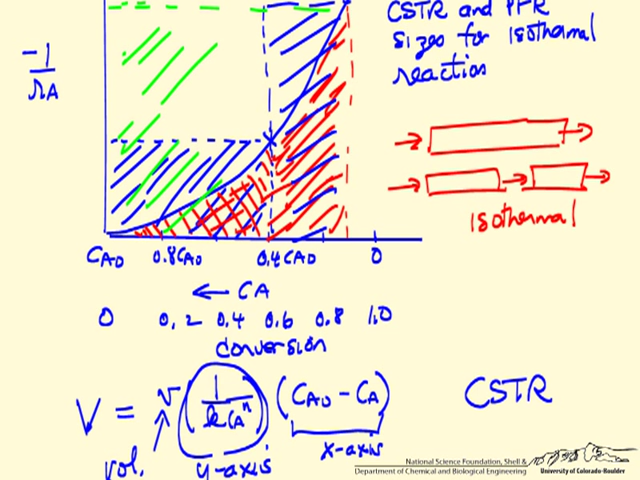 CSTR and PFR
sizes for isothermal
reaction
-1
rA
isothermal
CA0 0.8CA0 0.4CA0 0
← CA
0 0.2 0.4 0.6 0.8 1.0
conversion
V = v (1/kCA^n) (CA0 - CA) CSTR
vol. y-axis x-axis
National Science Foundation, Shell &
Department of Chemical and Biological Engineering
University of Colorado-Boulder